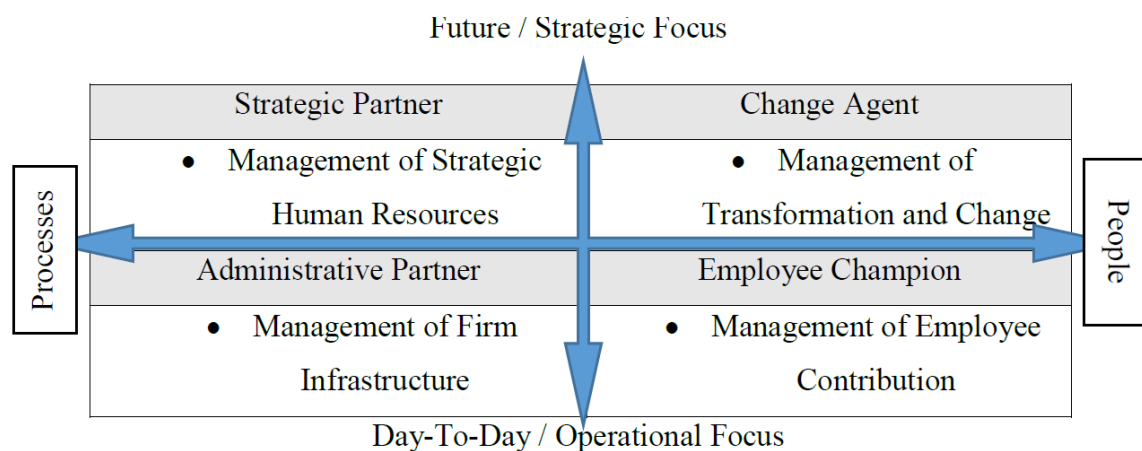 Future / Strategic Focus
Strategic Partner
Change Agent
• Management of Strategic
Human Resources
• Management of
Transformation and Change
Processes
People
Administrative Partner
Employee Champion
• Management of Firm
Infrastructure
• Management of Employee
Contribution
Day-To-Day / Operational Focus